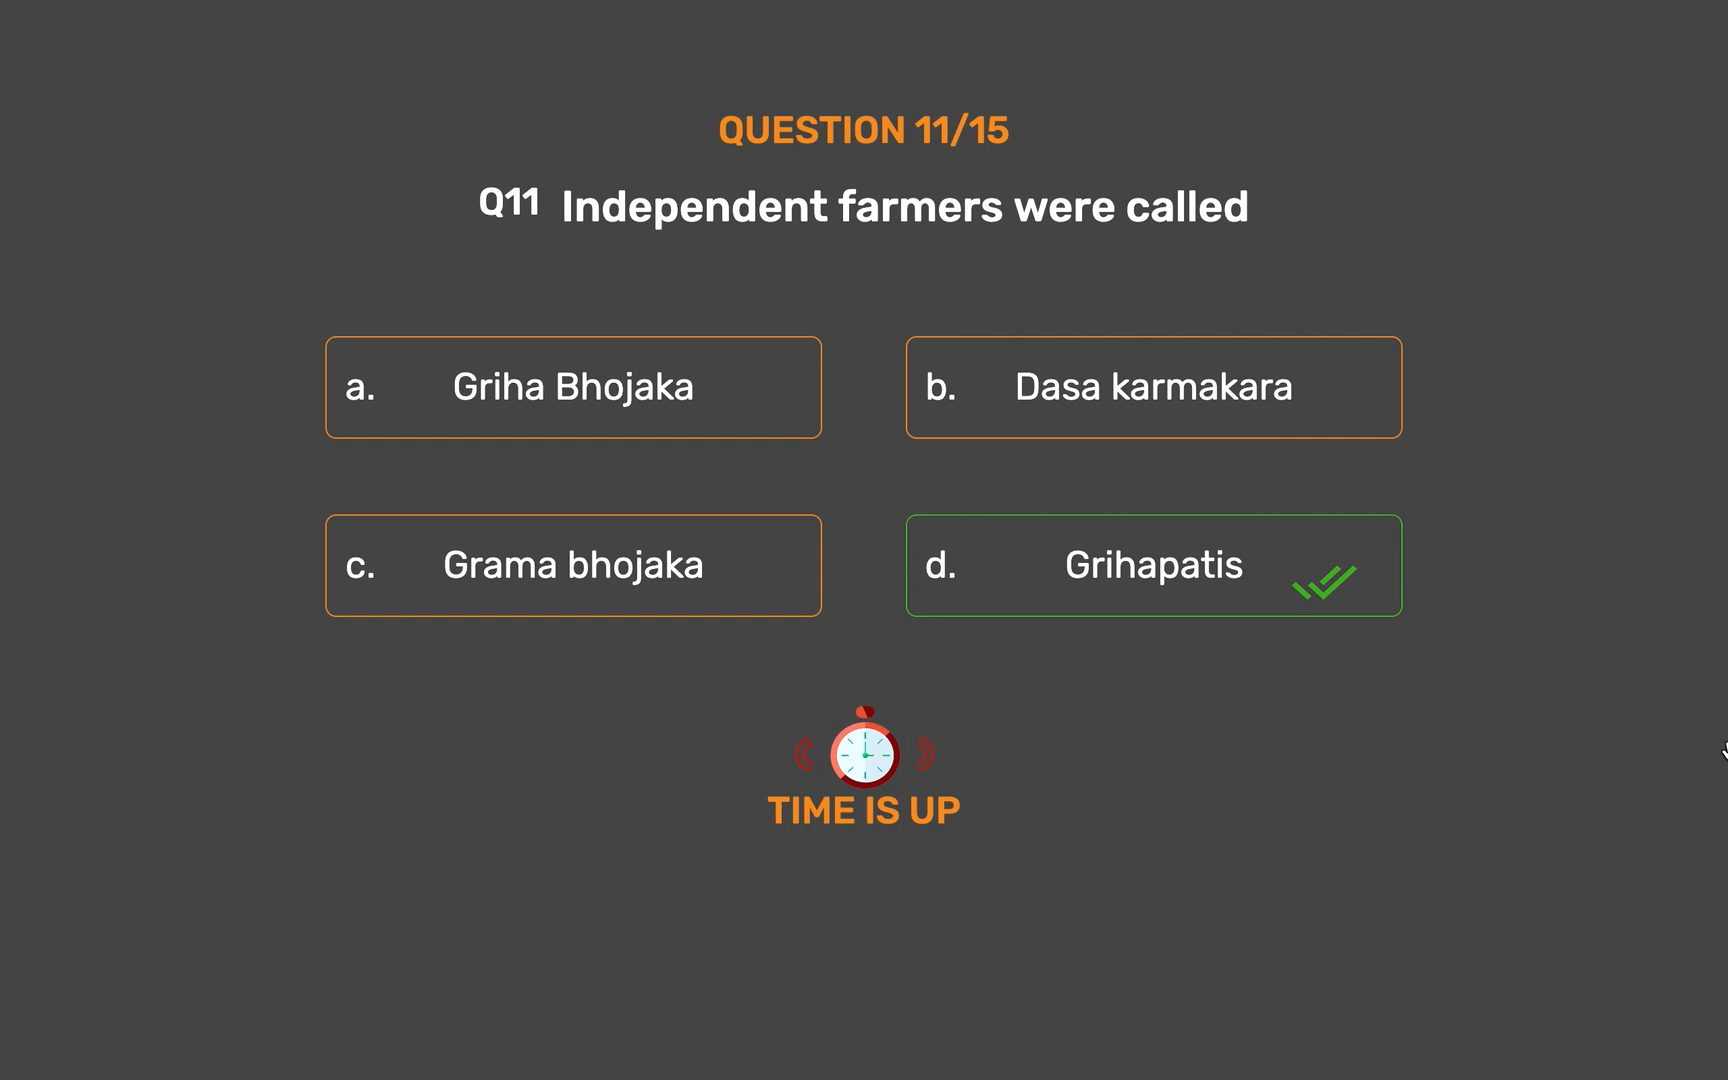 QUESTION 11/15
Q11 Independent farmers were called
a. Griha Bhojaka
b. Dasa karmakara
c. Grama bhojaka
d. Grihapatis
TIME IS UP